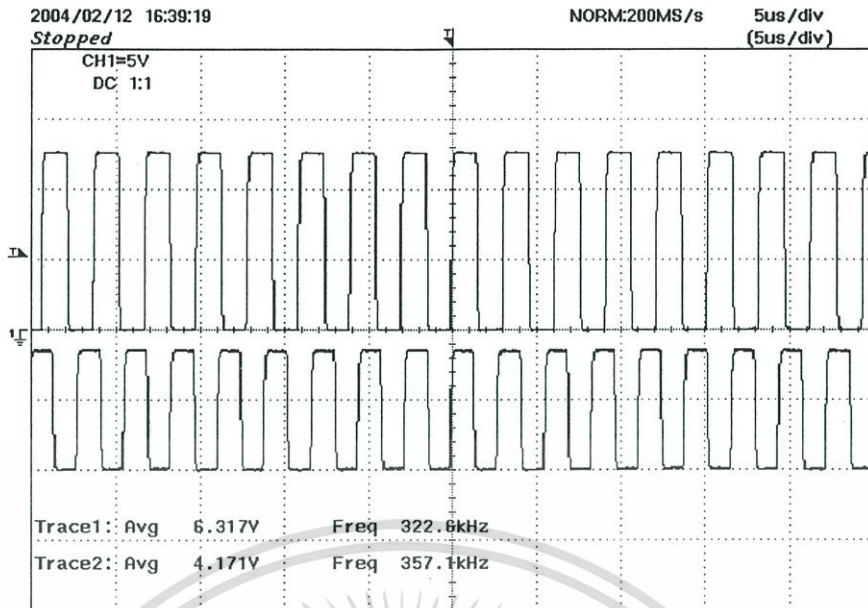 2004/02/12 16:39:19
NORM:200MS/s 5us/div
Stopped
(5us/div)
CH1=5V
DC 1:1
T
T
1
Trace1: Avg 6.317V Freq 322.6kHz
Trace2: Avg 4.171V Freq 357.1kHz